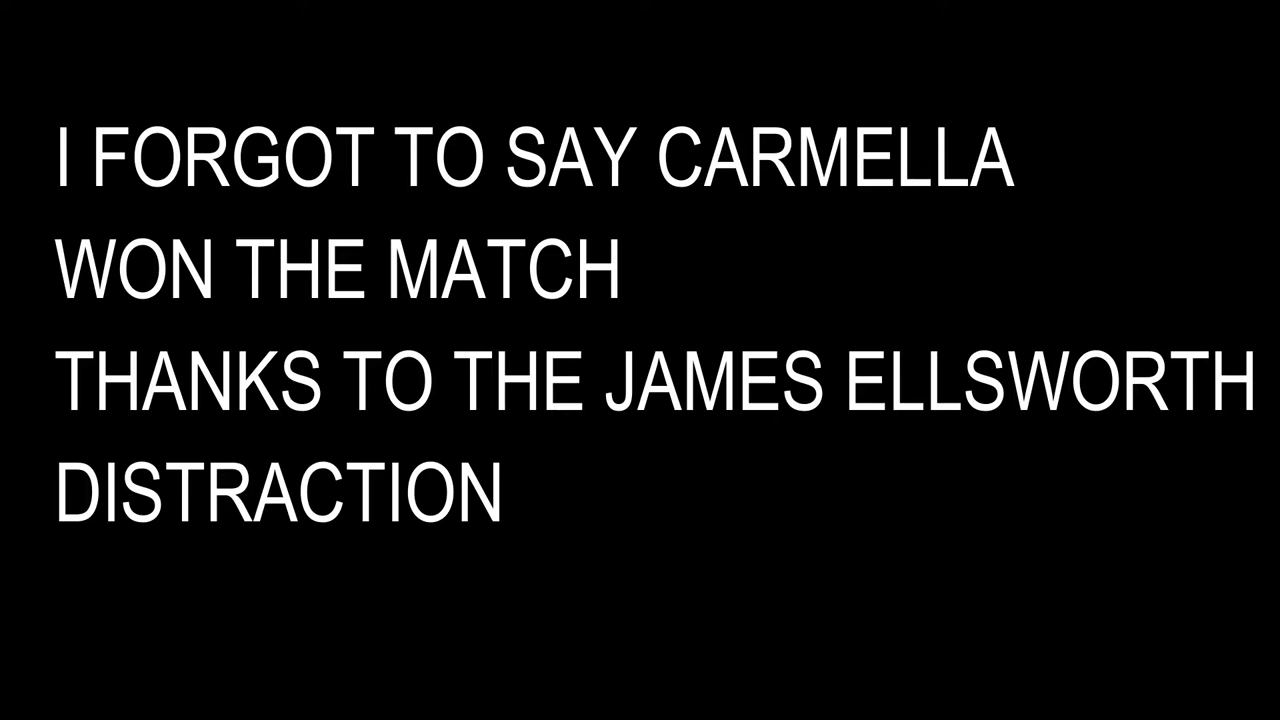 I FORGOT TO SAY CARMELLA
WON THE MATCH
THANKS TO THE JAMES ELLSWORTH
DISTRACTION